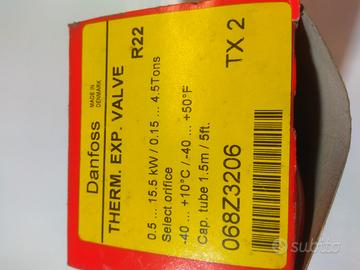 Danfoss
MADE IN
DENMARK
THERM. EXP. VALVE
R22
0.5 ... 15.5 kW / 0.15 ... 4.5Tons
Select orifice
-40 ... +10°C / -40 ... +50°F
Cap. tube 1.5m / 5ft.
068Z3206
TX 2
subito